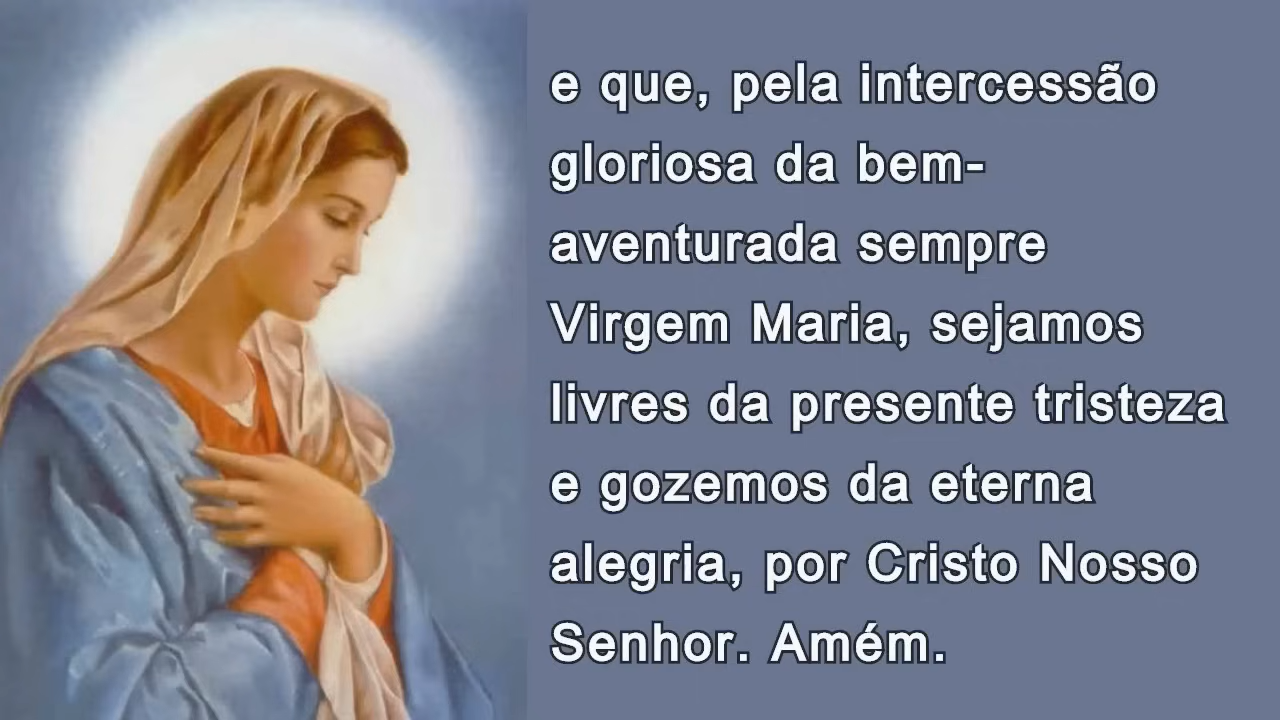 e que, pela intercessão
gloriosa da bem-
aventurada sempre
Virgem Maria, sejamos
livres da presente tristeza
e gozemos da eterna
alegria, por Cristo Nosso
Senhor. Amém.